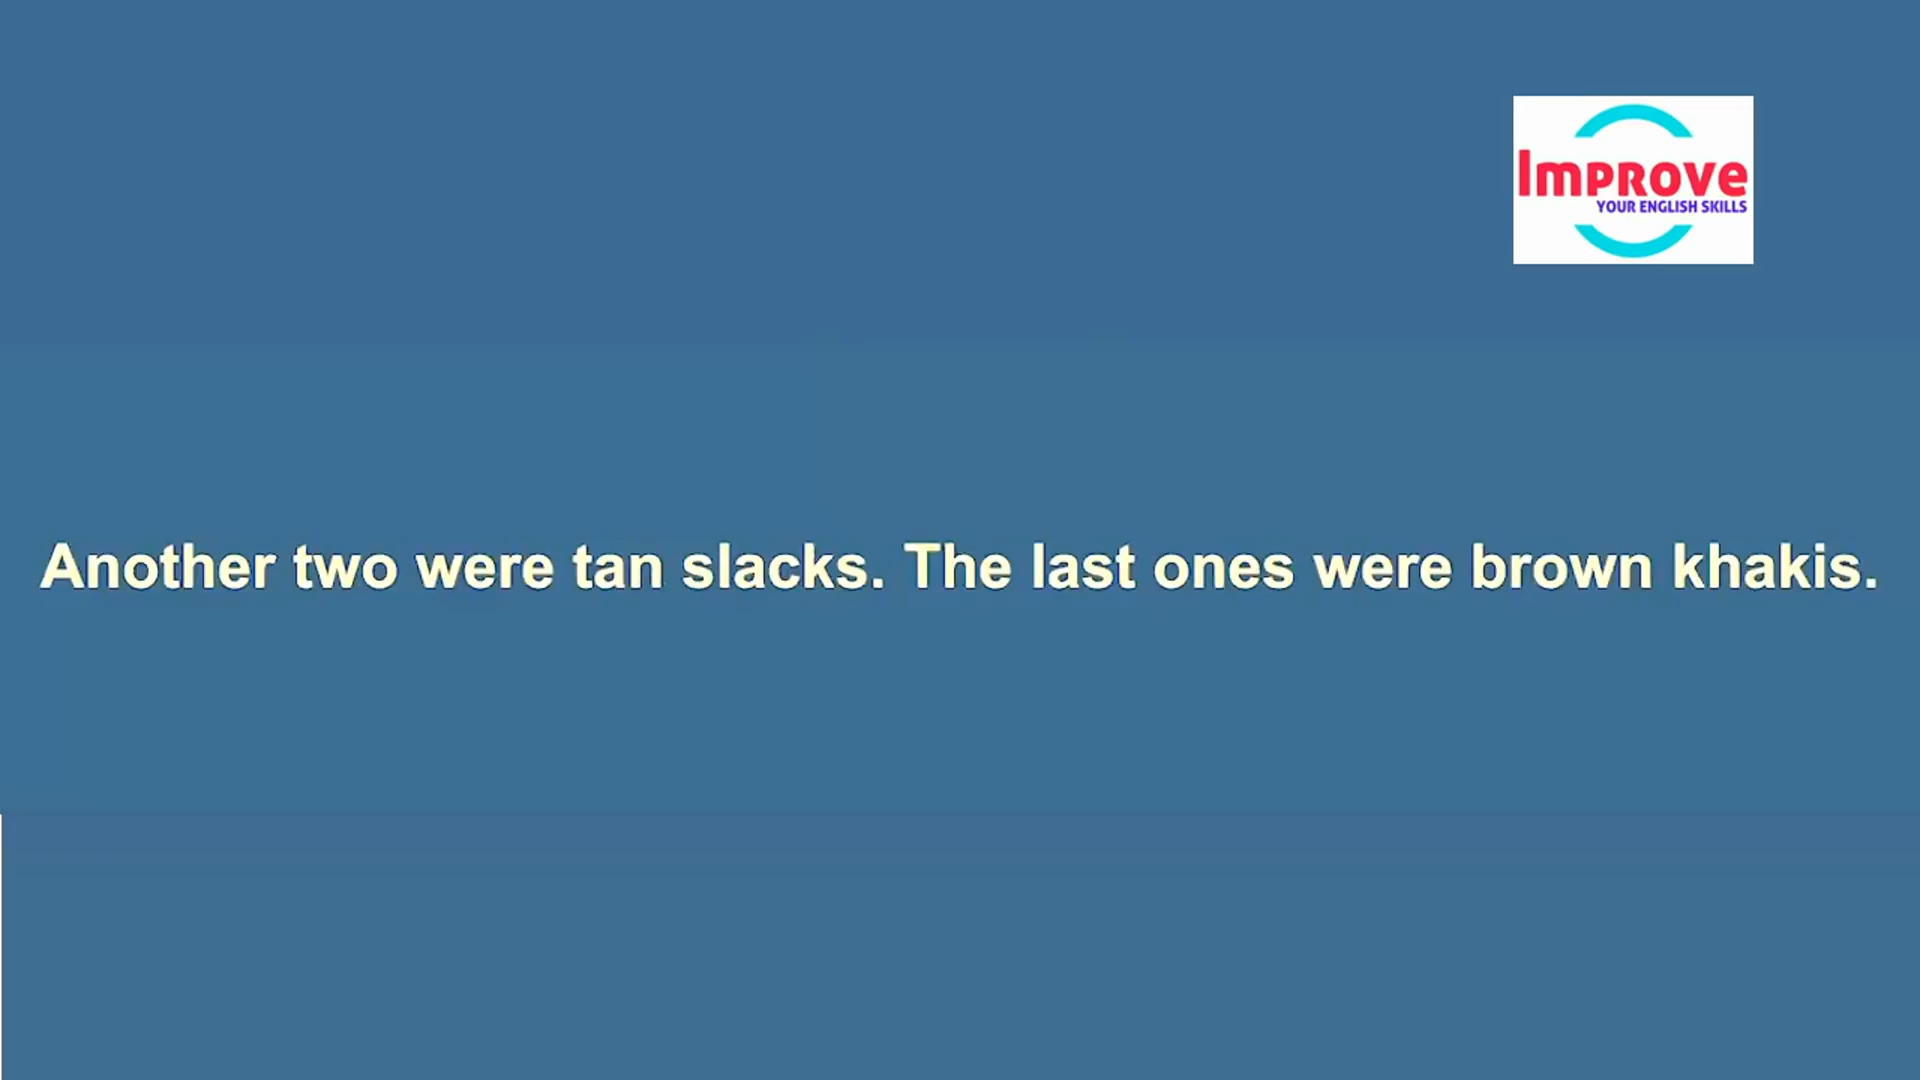 Improve
YOUR ENGLISH SKILLS
Another two were tan slacks. The last ones were brown khakis.